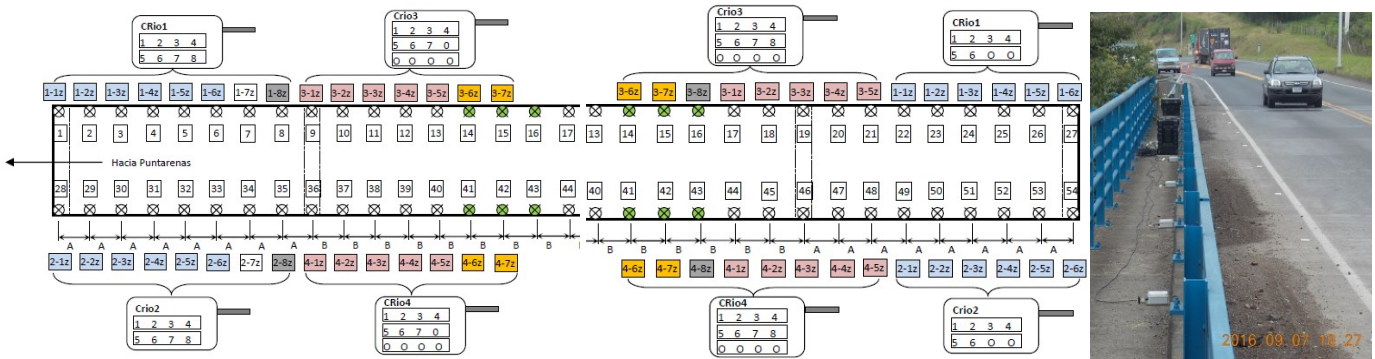 CRio1
1 2 3 4
5 6 7 8
Crio3
1 2 3 4
5 6 7 0
O O O O
1-1z 1-2z 1-3z 1-4z 1-5z 1-6z 1-7z 1-8z 3-1z 3-2z 3-3z 3-4z 3-5z 3-6z 3-7z
1 2 3 4 5 6 7 8 9 10 11 12 13 14 15 16 17
Hacia Puntarenas
28 29 30 31 32 33 34 35 36 37 38 39 40 41 42 43 44
A A A A A A A A B B B B B B B B
2-1z 2-2z 2-3z 2-4z 2-5z 2-6z 2-7z 2-8z 4-1z 4-2z 4-3z 4-4z 4-5z 4-6z 4-7z
Crio2
1 2 3 4
5 6 7 8
CRio4
1 2 3 4
5 6 7 0
O O O O
Crio3
1 2 3 4
5 6 7 8
O O O O
CRio1
1 2 3 4
5 6 O O
3-6z 3-7z 3-8z 3-1z 3-2z 3-3z 3-4z 3-5z 1-1z 1-2z 1-3z 1-4z 1-5z 1-6z
13 14 15 16 17 18 19 20 21 22 23 24 25 26 27
40 41 42 43 44 45 46 47 48 49 50 51 52 53 54
B B B B B B A A A A A A A
4-6z 4-7z 4-8z 4-1z 4-2z 4-3z 4-4z 4-5z 2-1z 2-2z 2-3z 2-4z 2-5z 2-6z
CRio4
1 2 3 4
5 6 7 8
O O O O
Crio2
1 2 3 4
5 6 O O
2016 09.07 10 27